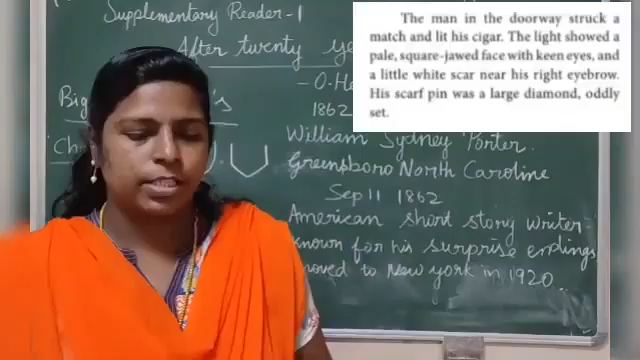 Supplementary Reader-1
After twenty ye
- O. He
1862
Big
's
Ch
William Sydney Porter.
Greensboro North Caroline
Sep 11 1862
American short story writer
known for his surprise endings
moved to New york in 1920...
The man in the doorway struck a
match and lit his cigar. The light showed a
pale, square-jawed face with keen eyes, and
a little white scar near his right eyebrow.
His scarf pin was a large diamond, oddly
set.